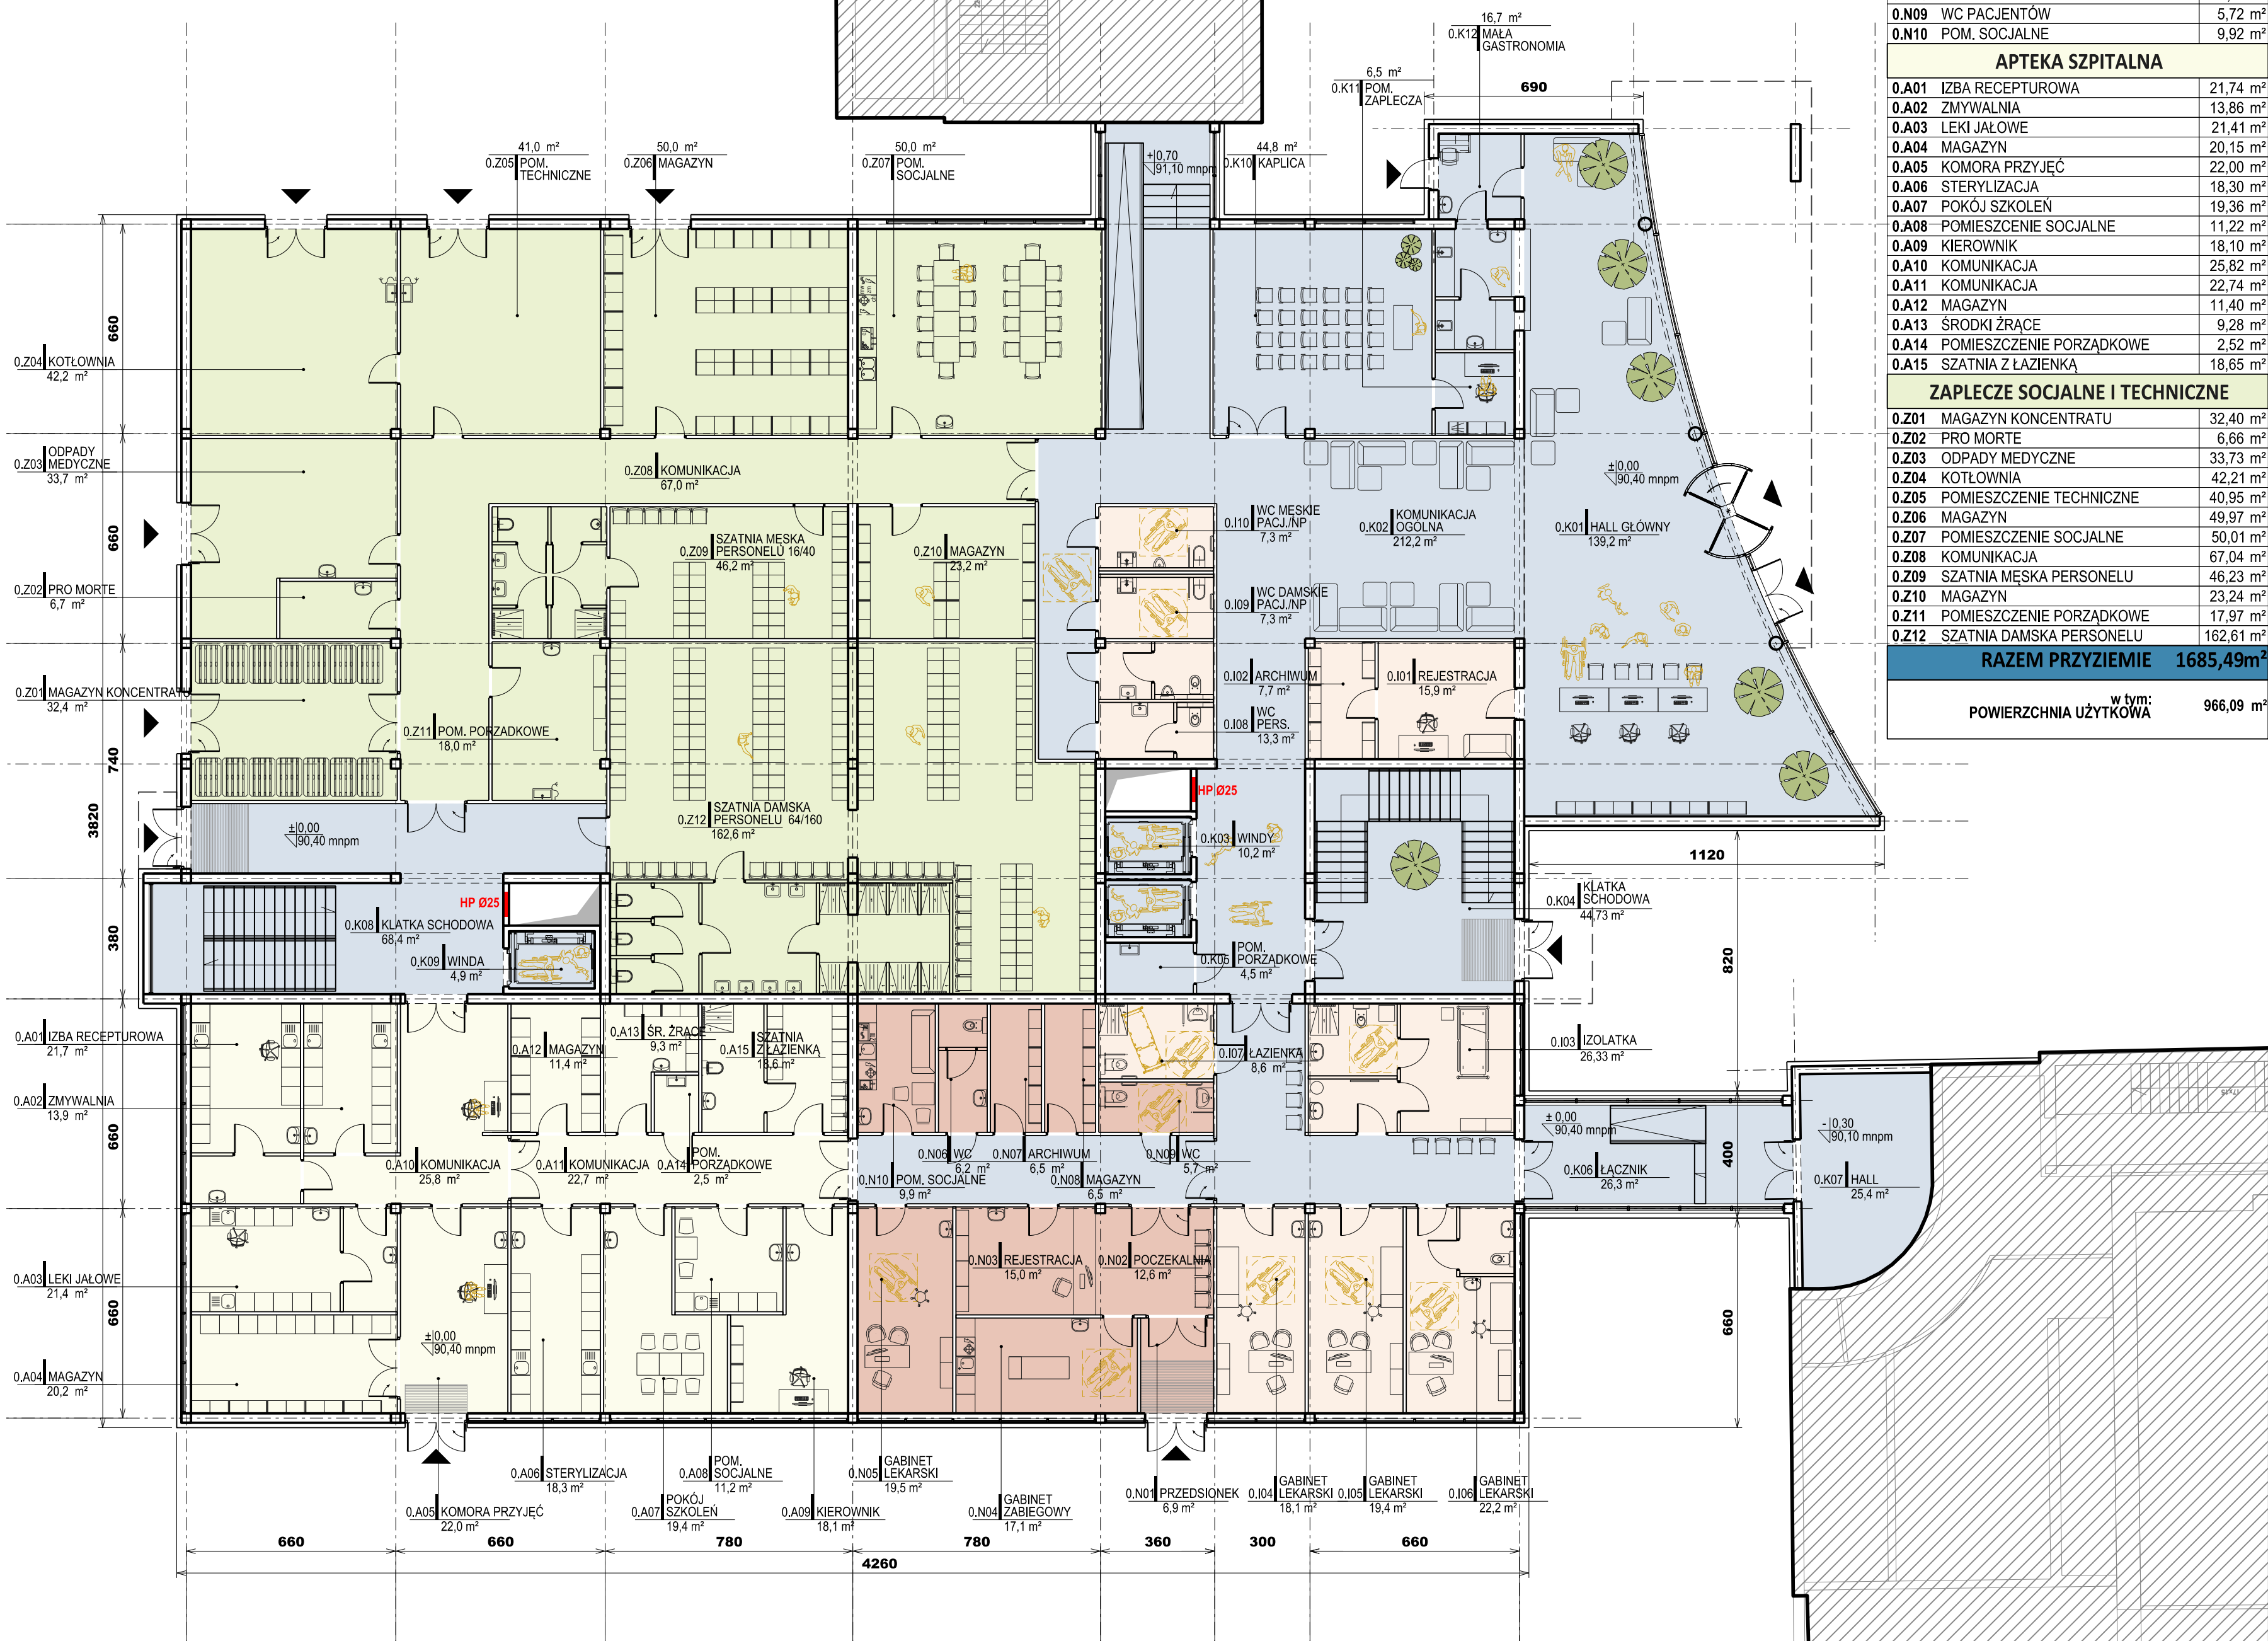 16,7 m²
0.K12 MAŁA
GASTRONOMIA
6,5 m²
0.K11 POM.
ZAPLECZA
690
41,0 m²
0.Z05 POM.
TECHNICZNE
50,0 m²
0.Z06 MAGAZYN
50,0 m²
0.Z07 POM.
SOCJALNE
+0,70
91,10 mnpm
44,8 m²
0.K10 KAPLICA
0.Z04 KOTŁOWNIA
42,2 m²
660
0.Z03 ODPADY
MEDYCZNE
33,7 m²
0.Z08 KOMUNIKACJA
67,0 m²
±0,00
90,40 mnpm
0.K02 KOMUNIKACJA
OGÓLNA
212,2 m²
0.K01 HALL GŁÓWNY
139,2 m²
0.I10 WC MĘSKIE
PACJ./NP
7,3 m²
0.Z09 SZATNIA MĘSKA
PERSONELU 16/40
46,2 m²
0.Z10 MAGAZYN
23,2 m²
660
0.Z02 PRO MORTE
6,7 m²
0.I09 WC DAMSKIE
PACJ./NP
7,3 m²
0.Z01 MAGAZYN KONCENTRATU
32,4 m²
0.I02 ARCHIWUM
7,7 m²
0.I01 REJESTRACJA
15,9 m²
0.Z11 POM. PORZĄDKOWE
18,0 m²
0.I08 WC
PERS.
13,3 m²
740
3820
HP Ø25
0.Z12 SZATNIA DAMSKA
PERSONELU 64/160
162,6 m²
±0,00
90,40 mnpm
0.K03 WINDY
10,2 m²
1120
0.K04 KLATKA
SCHODOWA
44,73 m²
HP Ø25
0.K08 KLATKA SCHODOWA
68,4 m²
0.K09 WINDA
4,9 m²
380
0.K05 POM.
PORZĄDKOWE
4,5 m²
820
0.A01 IZBA RECEPTUROWA
21,7 m²
0.A13 ŚR. ŻRĄCE
9,3 m²
0.A12 MAGAZYN
11,4 m²
0.A15 SZATNIA
Z ŁAZIENKĄ
18,6 m²
0.I07 ŁAZIENKA
8,6 m²
0.I03 IZOLATKA
26,33 m²
0.A02 ZMYWALNIA
13,9 m²
660
±0,00
90,40 mnpm
-0,30
90,10 mnpm
17x15
400
0.A10 KOMUNIKACJA
25,8 m²
0.A11 KOMUNIKACJA
22,7 m²
0.A14 POM.
PORZĄDKOWE
2,5 m²
0.N06 WC
6,2 m²
0.N07 ARCHIWUM
6,5 m²
0.N09 WC
5,7 m²
0.N10 POM. SOCJALNE
9,9 m²
0.N08 MAGAZYN
6,5 m²
0.K06 ŁĄCZNIK
26,3 m²
0.K07 HALL
25,4 m²
0.A03 LEKI JAŁOWE
21,4 m²
0.N03 REJESTRACJA
15,0 m²
0.N02 POCZEKALNIA
12,6 m²
660
660
±0,00
90,40 mnpm
0.A04 MAGAZYN
20,2 m²
0.A05 KOMORA PRZYJĘĆ
22,0 m²
0.A06 STERYLIZACJA
18,3 m²
0.A07 POKÓJ
SZKOLEŃ
19,4 m²
0.A08 POM.
SOCJALNE
11,2 m²
0.A09 KIEROWNIK
18,1 m²
0.N05 GABINET
LEKARSKI
19,5 m²
0.N04 GABINET
ZABIEGOWY
17,1 m²
0.N01 PRZEDSIONEK
6,9 m²
0.I04 GABINET
LEKARSKI
18,1 m²
0.I05 GABINET
LEKARSKI
19,4 m²
0.I06 GABINET
LEKARSKI
22,2 m²
660 660 780 780 360 300 660
4260
0.N09 WC PACJENTÓW 5,72 m²
0.N10 POM. SOCJALNE 9,92 m²
APTEKA SZPITALNA
0.A01 IZBA RECEPTUROWA 21,74 m²
0.A02 ZMYWALNIA 13,86 m²
0.A03 LEKI JAŁOWE 21,41 m²
0.A04 MAGAZYN 20,15 m²
0.A05 KOMORA PRZYJĘĆ 22,00 m²
0.A06 STERYLIZACJA 18,30 m²
0.A07 POKÓJ SZKOLEŃ 19,36 m²
0.A08 POMIESZCENIE SOCJALNE 11,22 m²
0.A09 KIEROWNIK 18,10 m²
0.A10 KOMUNIKACJA 25,82 m²
0.A11 KOMUNIKACJA 22,74 m²
0.A12 MAGAZYN 11,40 m²
0.A13 ŚRODKI ŻRĄCE 9,28 m²
0.A14 POMIESZCZENIE PORZĄDKOWE 2,52 m²
0.A15 SZATNIA Z ŁAZIENKĄ 18,65 m²
ZAPLECZE SOCJALNE I TECHNICZNE
0.Z01 MAGAZYN KONCENTRATU 32,40 m²
0.Z02 PRO MORTE 6,66 m²
0.Z03 ODPADY MEDYCZNE 33,73 m²
0.Z04 KOTŁOWNIA 42,21 m²
0.Z05 POMIESZCZENIE TECHNICZNE 40,95 m²
0.Z06 MAGAZYN 49,97 m²
0.Z07 POMIESZCZENIE SOCJALNE 50,01 m²
0.Z08 KOMUNIKACJA 67,04 m²
0.Z09 SZATNIA MĘSKA PERSONELU 46,23 m²
0.Z10 MAGAZYN 23,24 m²
0.Z11 POMIESZCZENIE PORZĄDKOWE 17,97 m²
0.Z12 SZATNIA DAMSKA PERSONELU 162,61 m²
RAZEM PRZYZIEMIE 1685,49m²
w tym:
POWIERZCHNIA UŻYTKOWA 966,09 m²